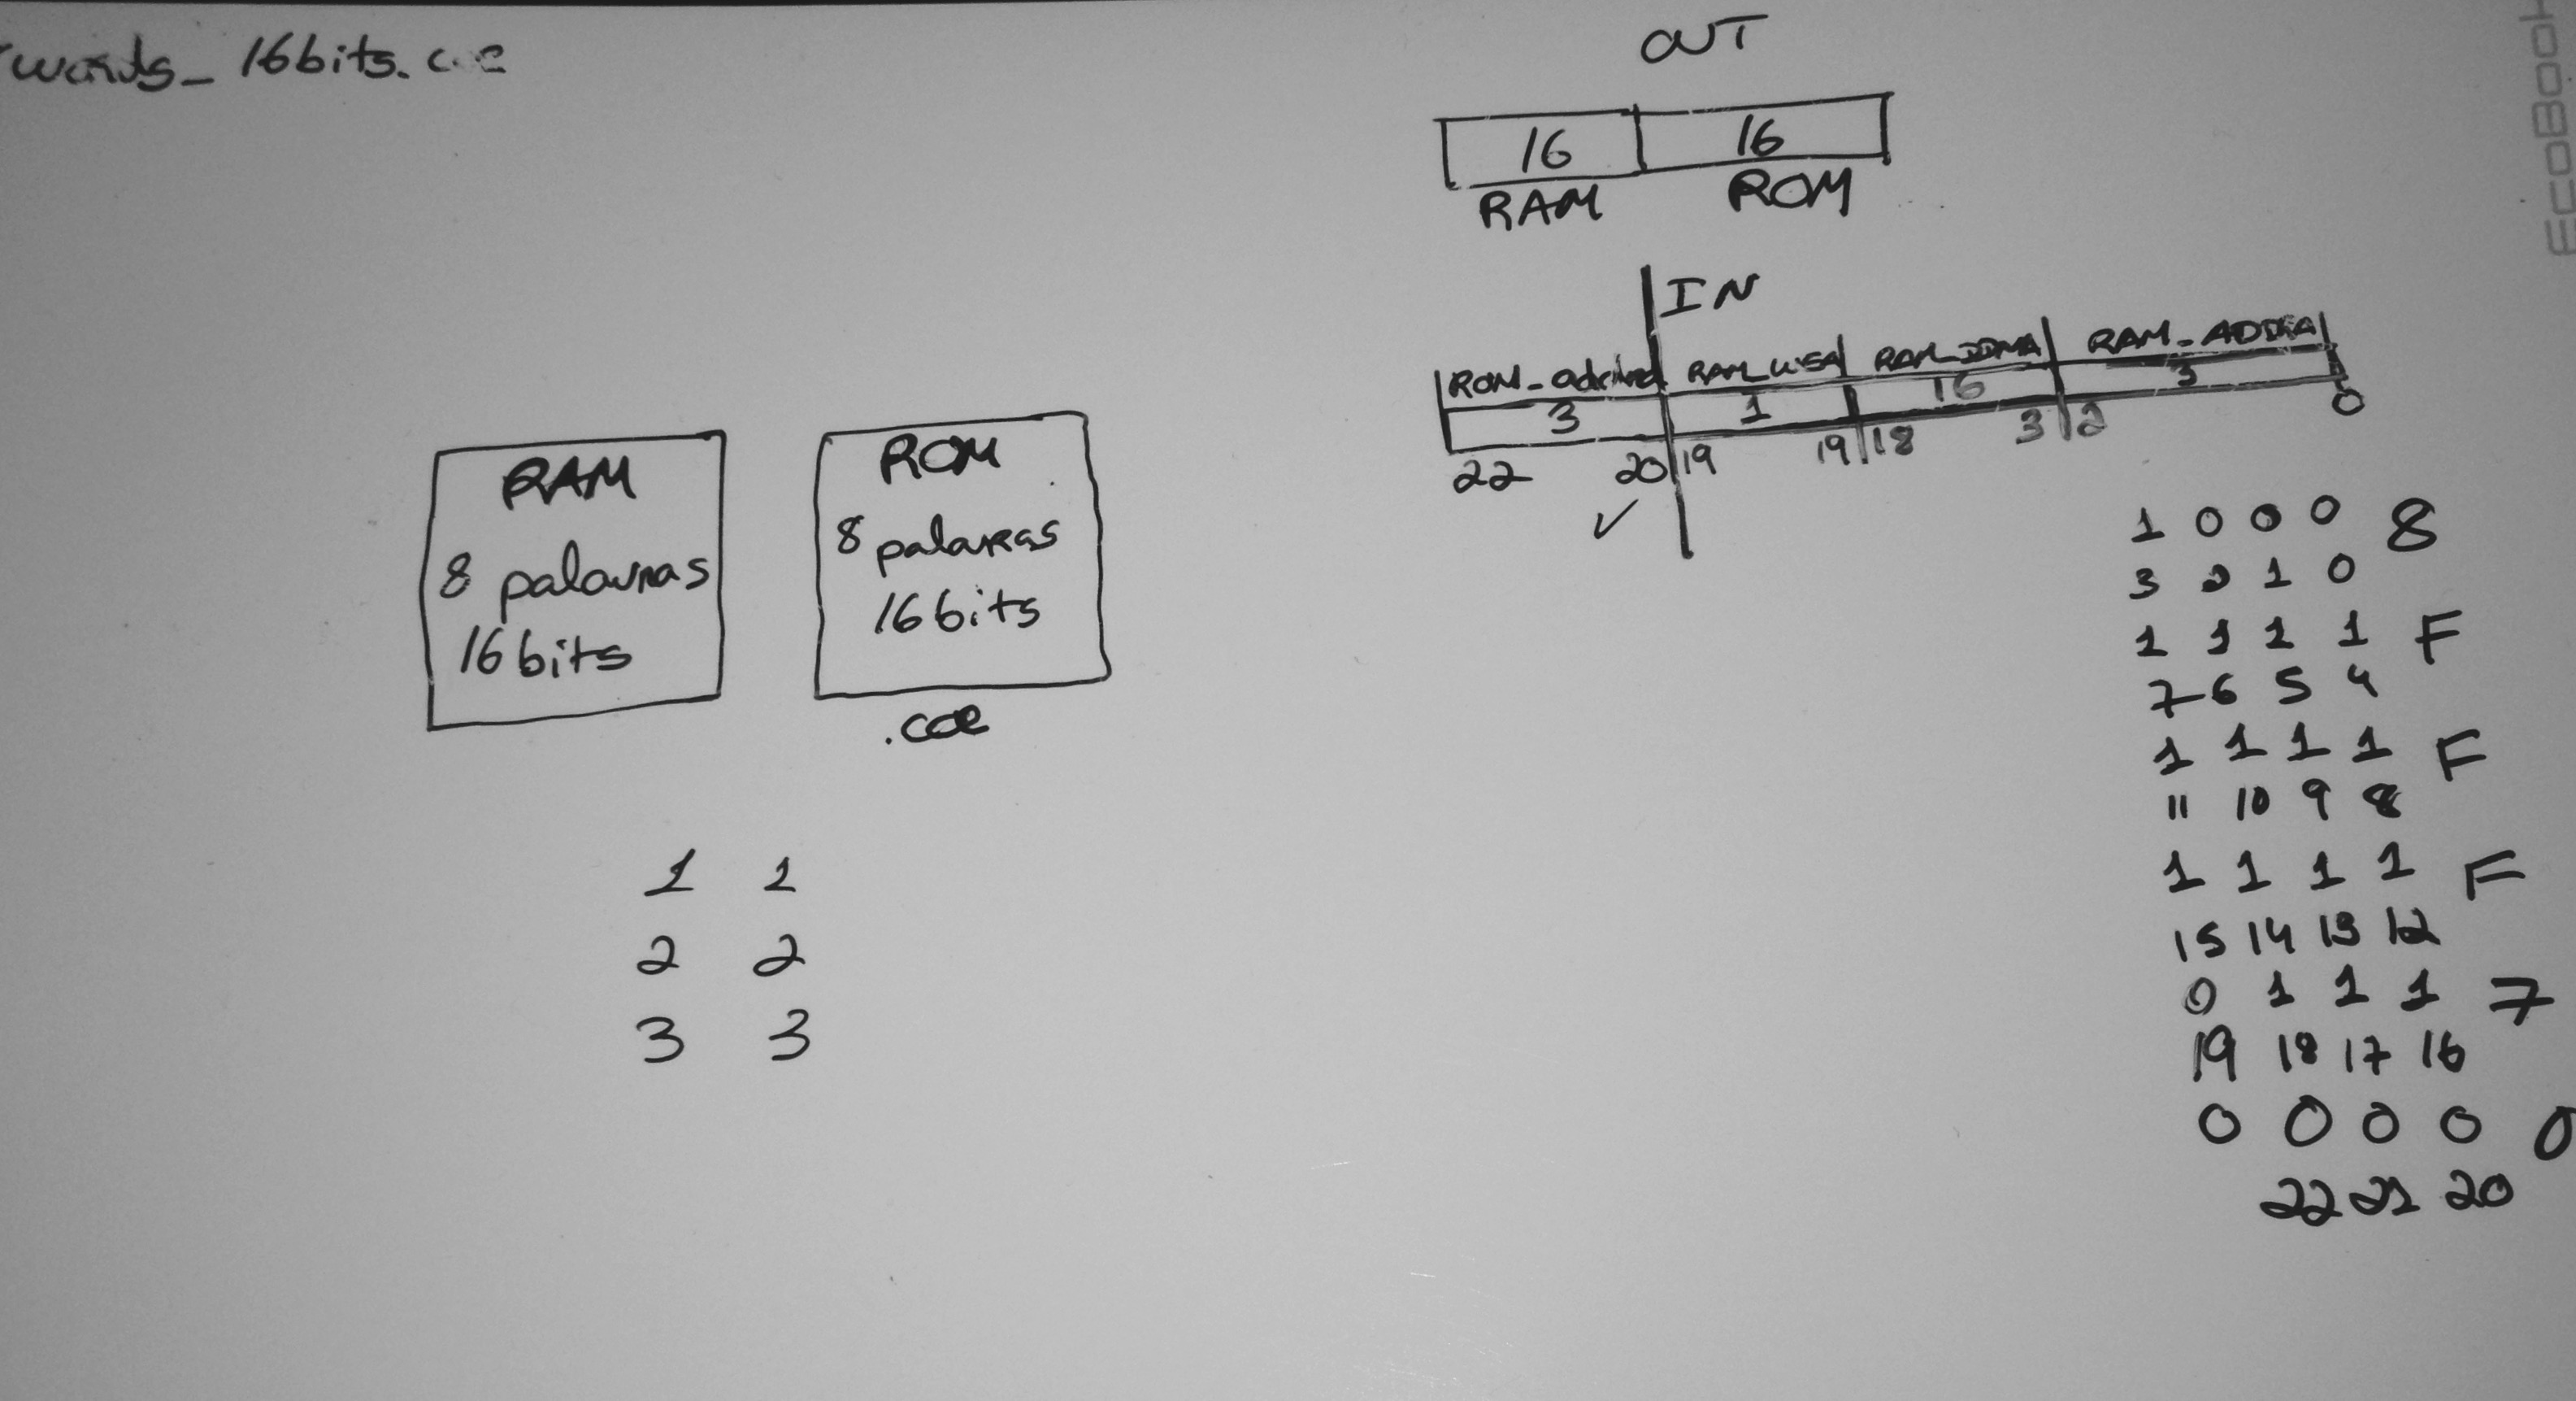 words_16bits.coe
OUT
16 16
RAM ROM
EcoBook
IN
RAM_ADDRA
3 1 16 3
22 20 19 19 18 3 2 0
RAM
8 palavras
16 bits
ROM
8 palavras
16 bits
.coe
1 0 0 0 8
3 2 1 0
1 1 1 1 F
7 6 5 4
1 1 1 1 F
11 10 9 8
1 1 1 1 F
15 14 13 12
0 1 1 1 7
19 18 17 16
0 0 0 0 0
22 21 20
1 1
2 2
3 3